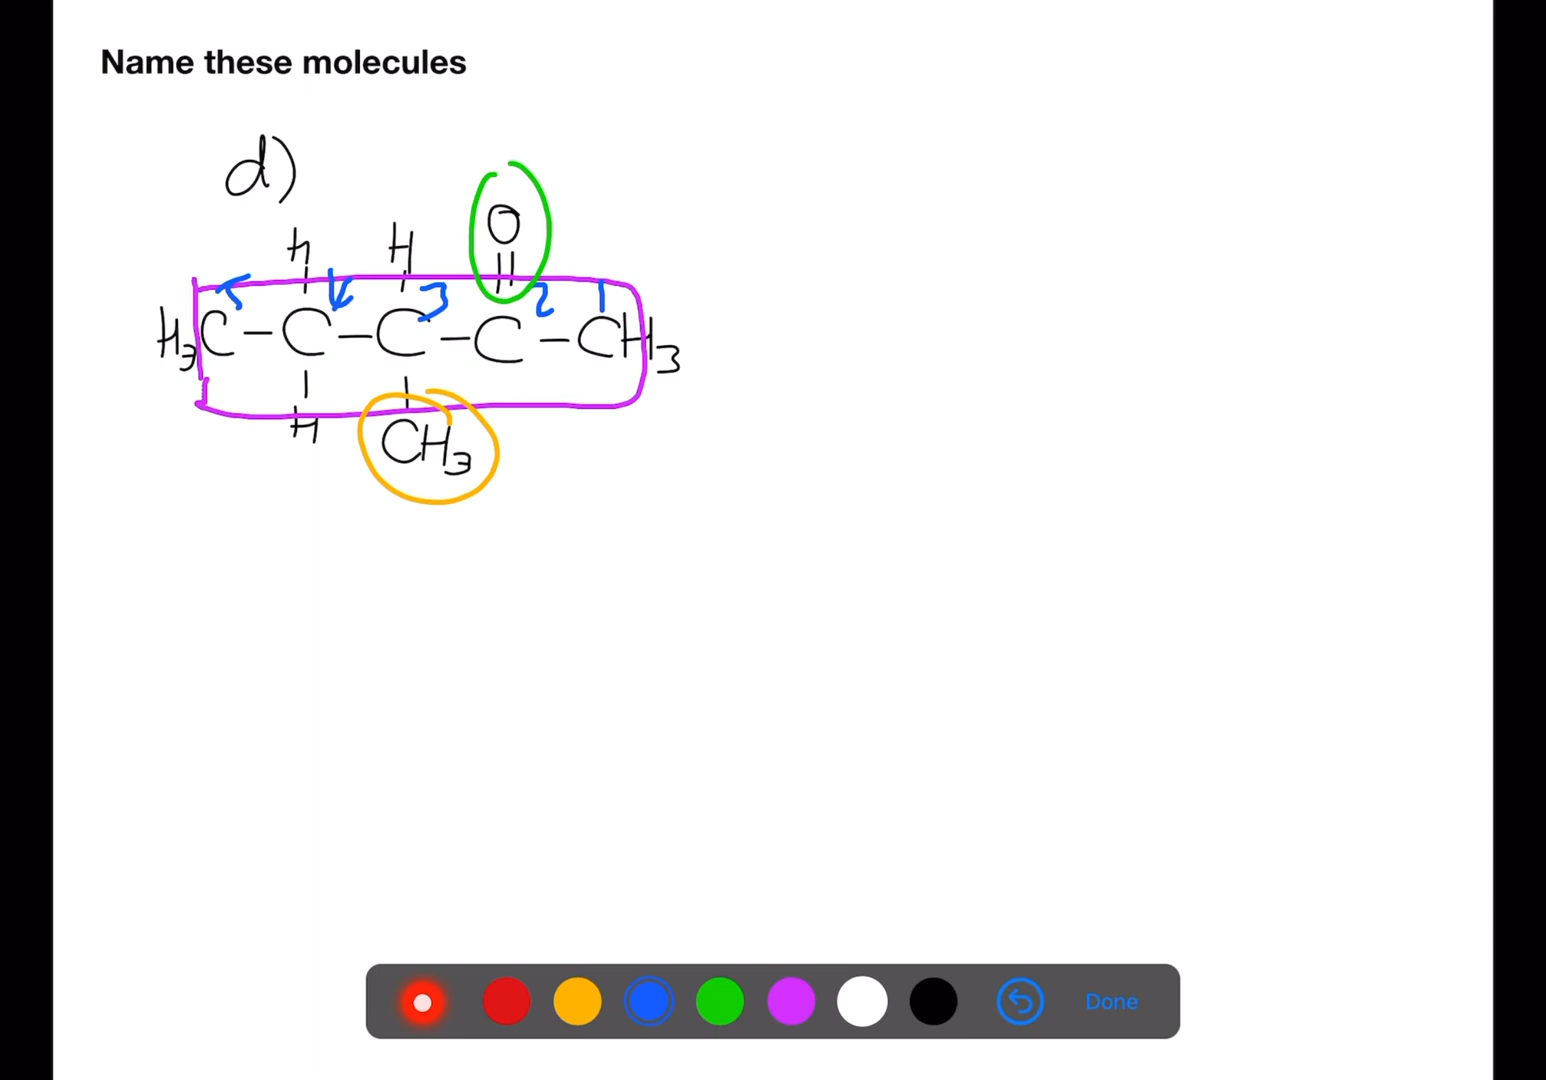 Name these molecules
d)
H H O
5 4 3 2 1
H₃C-C-C-C-CH₃
H CH₃
Done